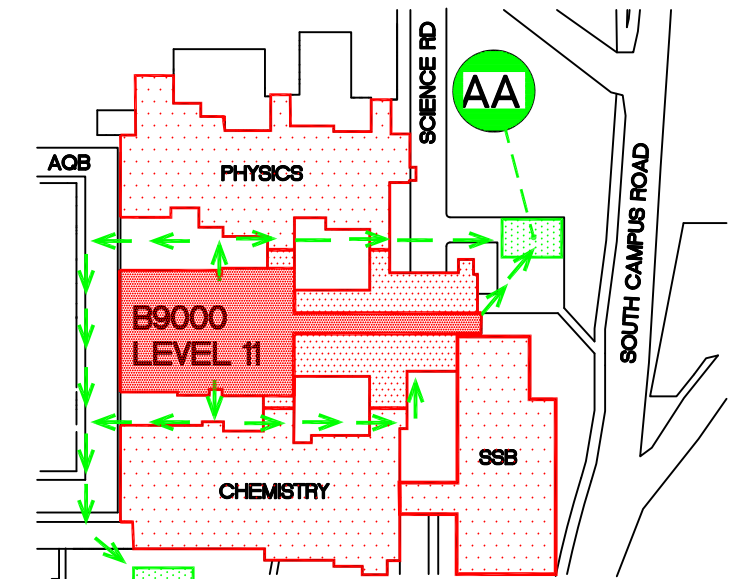 SCIENCE RD
AA
AQB
PHYSICS
SOUTH CAMPUS ROAD
B9000
LEVEL 11
SSB
CHEMISTRY